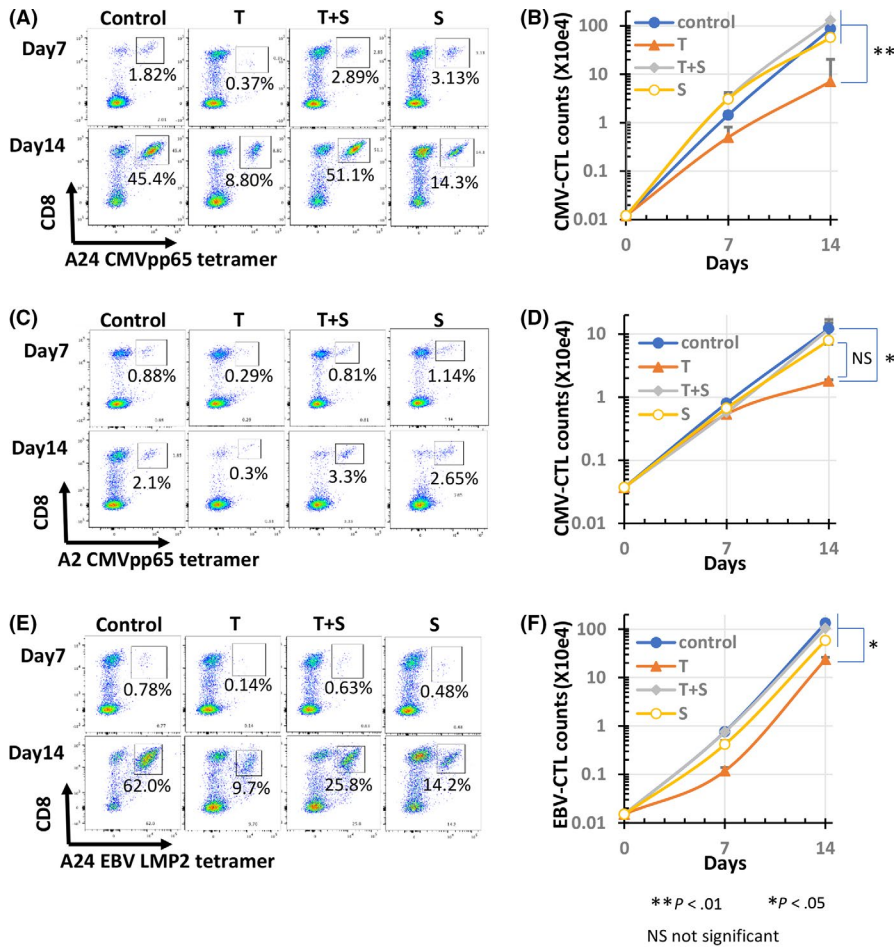 (A) Control T T+S S
Day7
1.82% 0.37% 2.89% 3.13%
Day14
45.4% 8.80% 51.1% 14.3%
CD8
A24 CMVpp65 tetramer
(B)
CMV-CTL counts (X10e4)
100
10
1
0.1
0.01
control
T
T+S
S
**
0 7 14
Days
(C) Control T T+S S
Day7
0.88% 0.29% 0.81% 1.14%
Day14
2.1% 0.3% 3.3% 2.65%
CD8
A2 CMVpp65 tetramer
(D)
CMV-CTL counts (X10e4)
10
1
0.1
0.01
control
T
T+S
S
NS *
0 7 14
Days
(E) Control T T+S S
Day7
0.78% 0.14% 0.63% 0.48%
Day14
62.0% 9.7% 25.8% 14.2%
CD8
A24 EBV LMP2 tetramer
(F)
EBV-CTL counts (X10e4)
100
10
1
0.1
0.01
control
T
T+S
S
*
0 7 14
Days
**P < .01 *P < .05
NS not significant